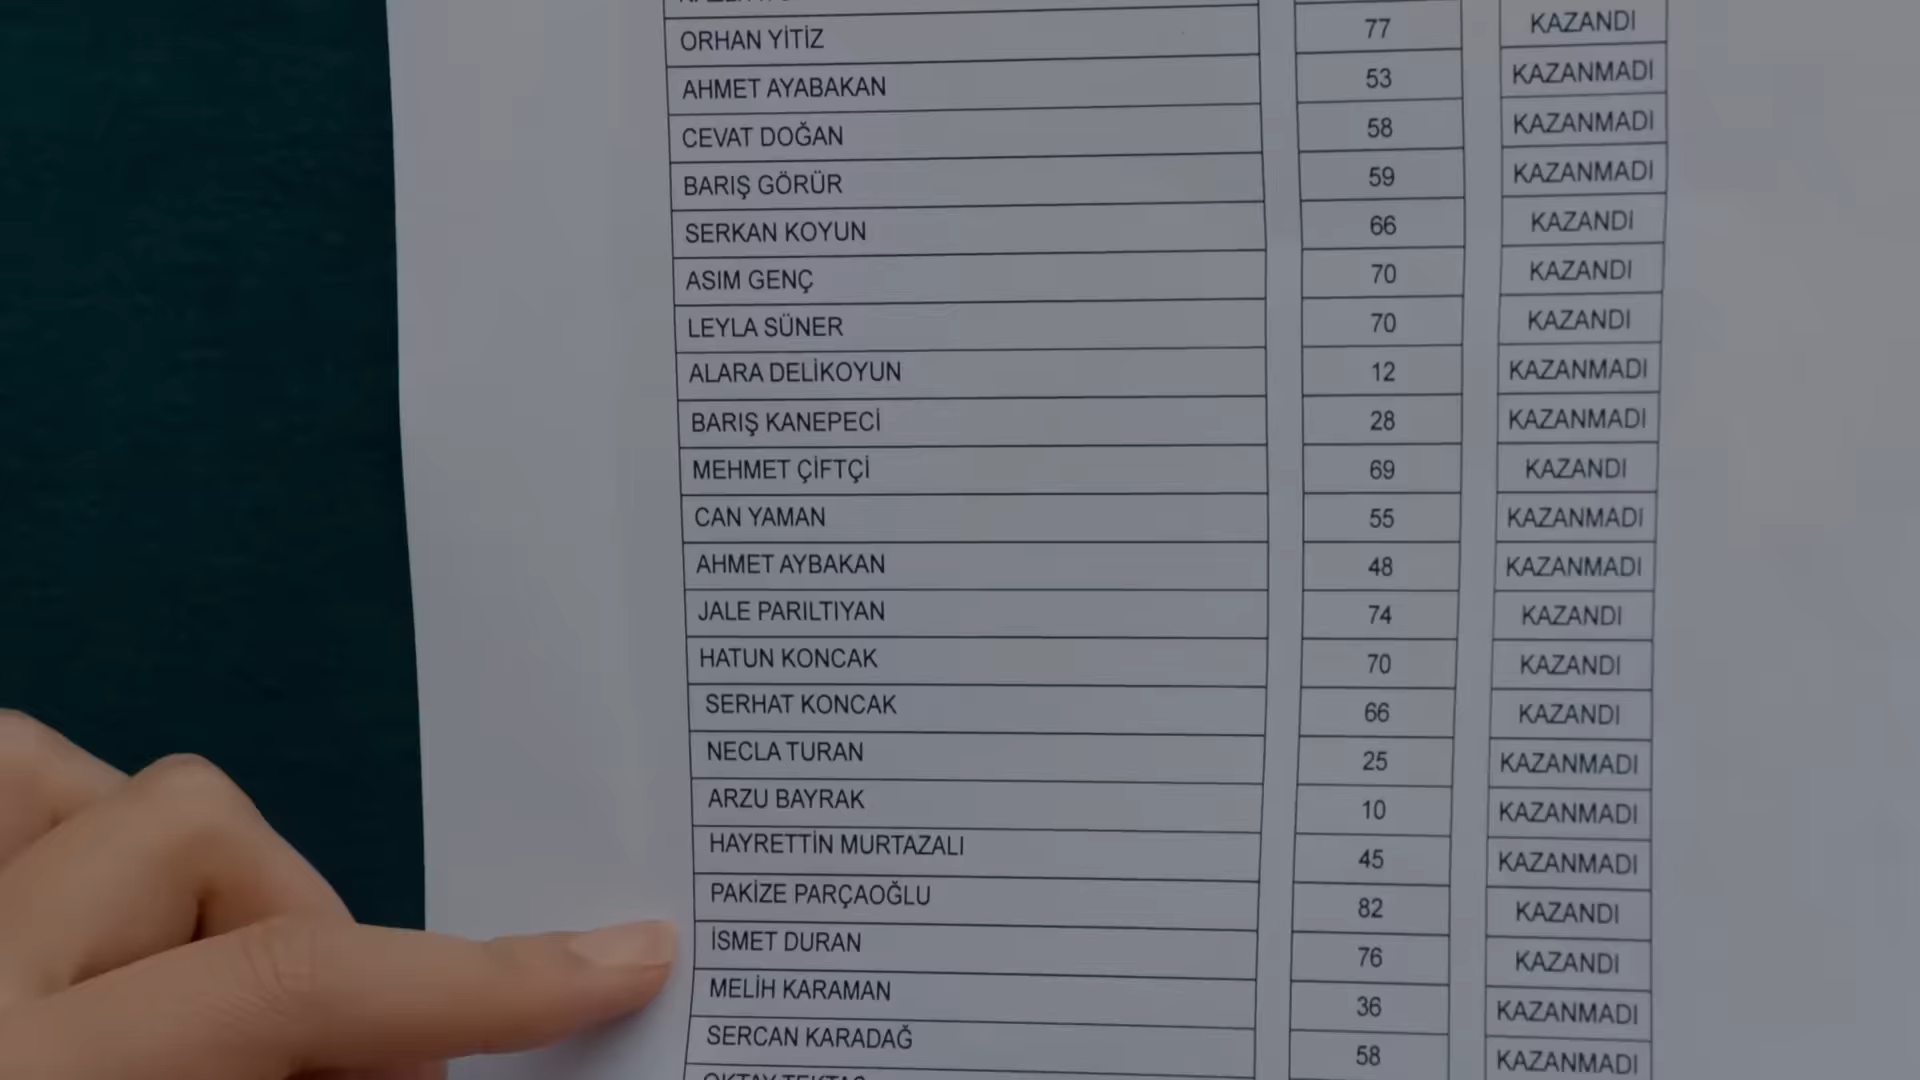 ORHAN YİTİZ 77 KAZANDI
AHMET AYABAKAN 53 KAZANMADI
CEVAT DOĞAN 58 KAZANMADI
BARIŞ GÖRÜR 59 KAZANMADI
SERKAN KOYUN 66 KAZANDI
ASIM GENÇ 70 KAZANDI
LEYLA SÜNER 70 KAZANDI
ALARA DELİKOYUN 12 KAZANMADI
BARIŞ KANEPECİ 28 KAZANMADI
MEHMET ÇİFTÇİ 69 KAZANDI
CAN YAMAN 55 KAZANMADI
AHMET AYBAKAN 48 KAZANMADI
JALE PARILTIYAN 74 KAZANDI
HATUN KONCAK 70 KAZANDI
SERHAT KONCAK 66 KAZANDI
NECLA TURAN 25 KAZANMADI
ARZU BAYRAK 10 KAZANMADI
HAYRETTİN MURTAZALI 45 KAZANMADI
PAKİZE PARÇAOĞLU 82 KAZANDI
İSMET DURAN 76 KAZANDI
MELİH KARAMAN 36 KAZANMADI
SERCAN KARADAĞ 58 KAZANMADI